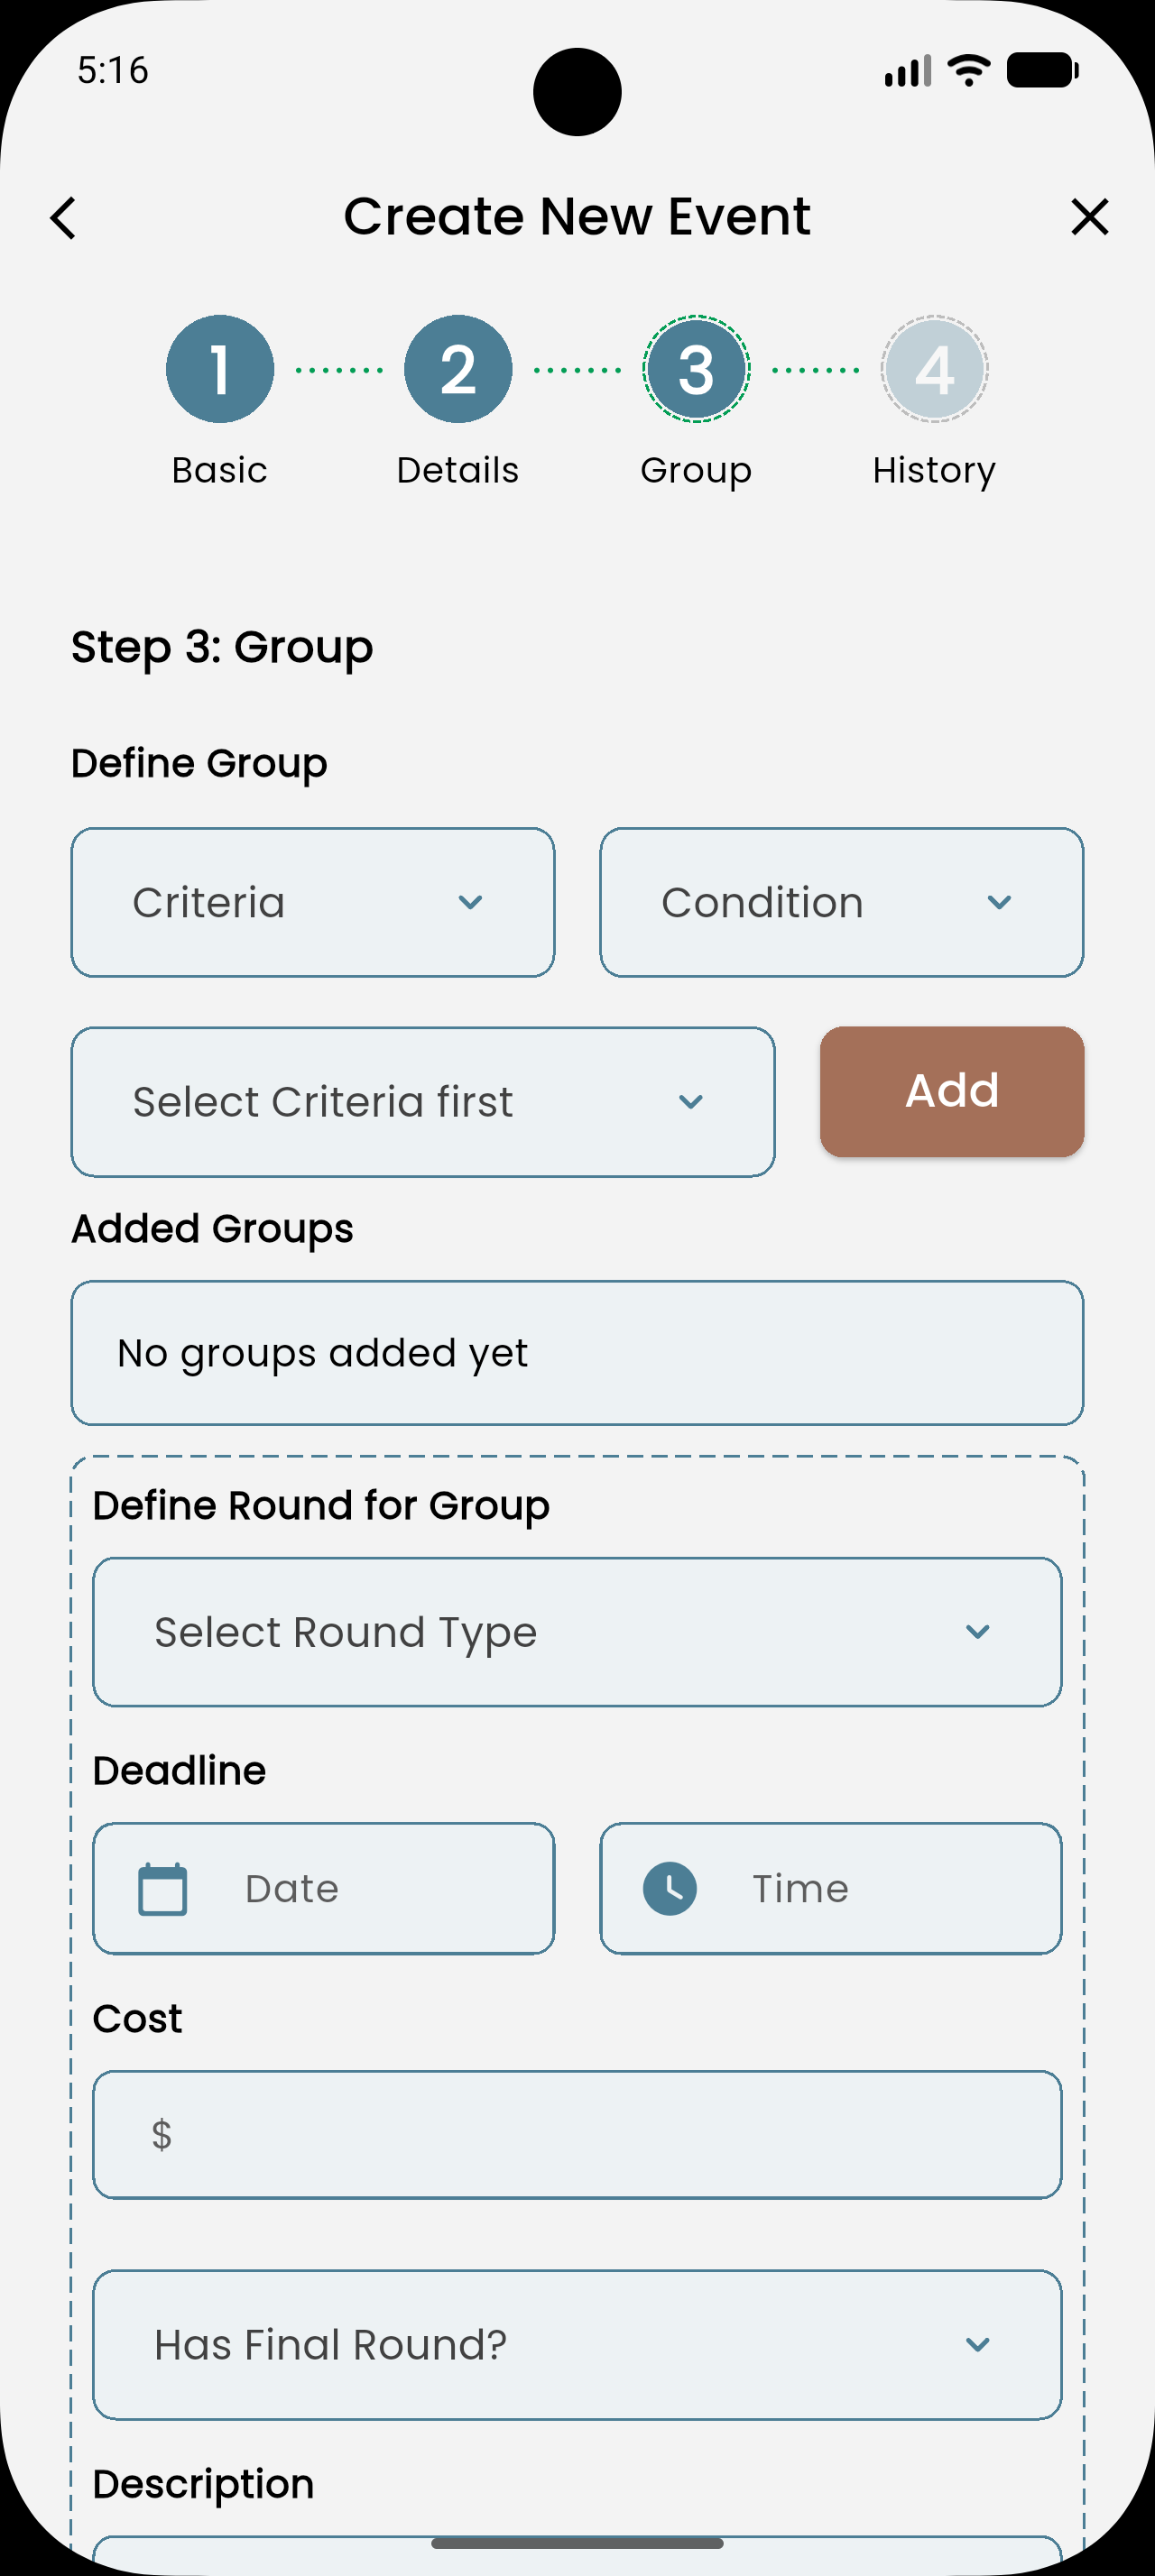 5:16
Create New Event
1 2 3 4
Basic Details Group History
Step 3: Group
Define Group
Criteria Condition
Select Criteria first Add
Added Groups
No groups added yet
Define Round for Group
Select Round Type
Deadline
Date Time
Cost
$
Has Final Round?
Description